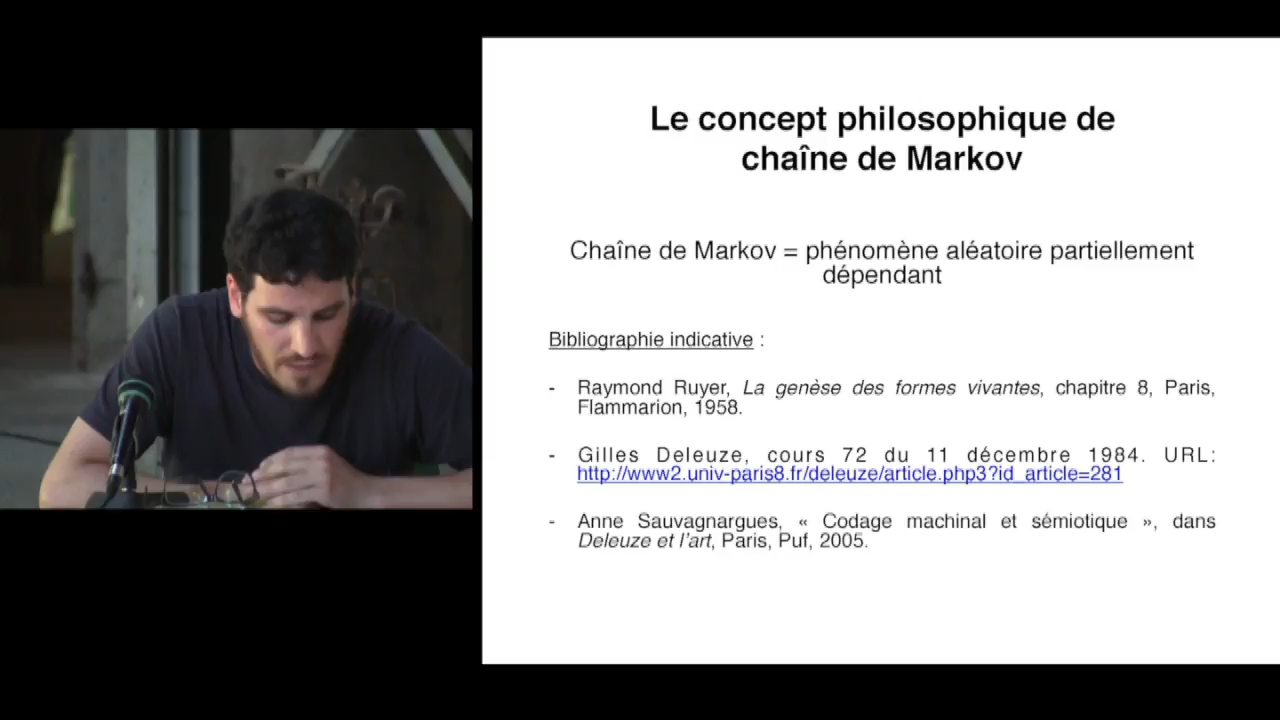 Le concept philosophique de
chaîne de Markov
Chaîne de Markov = phénomène aléatoire partiellement
dépendant
Bibliographie indicative :
- Raymond Ruyer, La genèse des formes vivantes, chapitre 8, Paris,
Flammarion, 1958.
- Gilles Deleuze, cours 72 du 11 décembre 1984. URL:
http://www2.univ-paris8.fr/deleuze/article.php3?id_article=281
- Anne Sauvagnargues, « Codage machinal et sémiotique », dans
Deleuze et l'art, Paris, Puf, 2005.